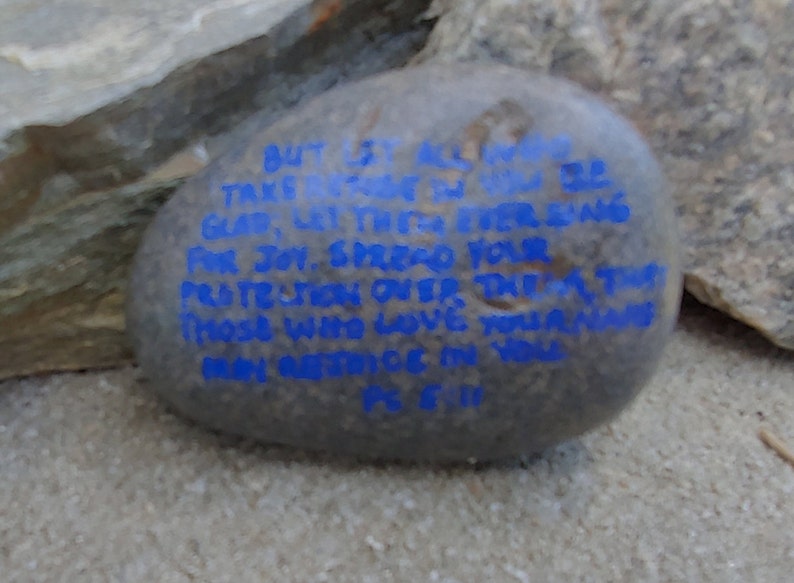 BUT LET ALL WHO
TAKE REFUGE IN YOU BE
GLAD, LET THEM EVER SING
FOR JOY. SPREAD YOUR
PROTECTION OVER THEM, THAT
THOSE WHO LOVE YOUR NAME
MAY REJOICE IN YOU
PS 5:11